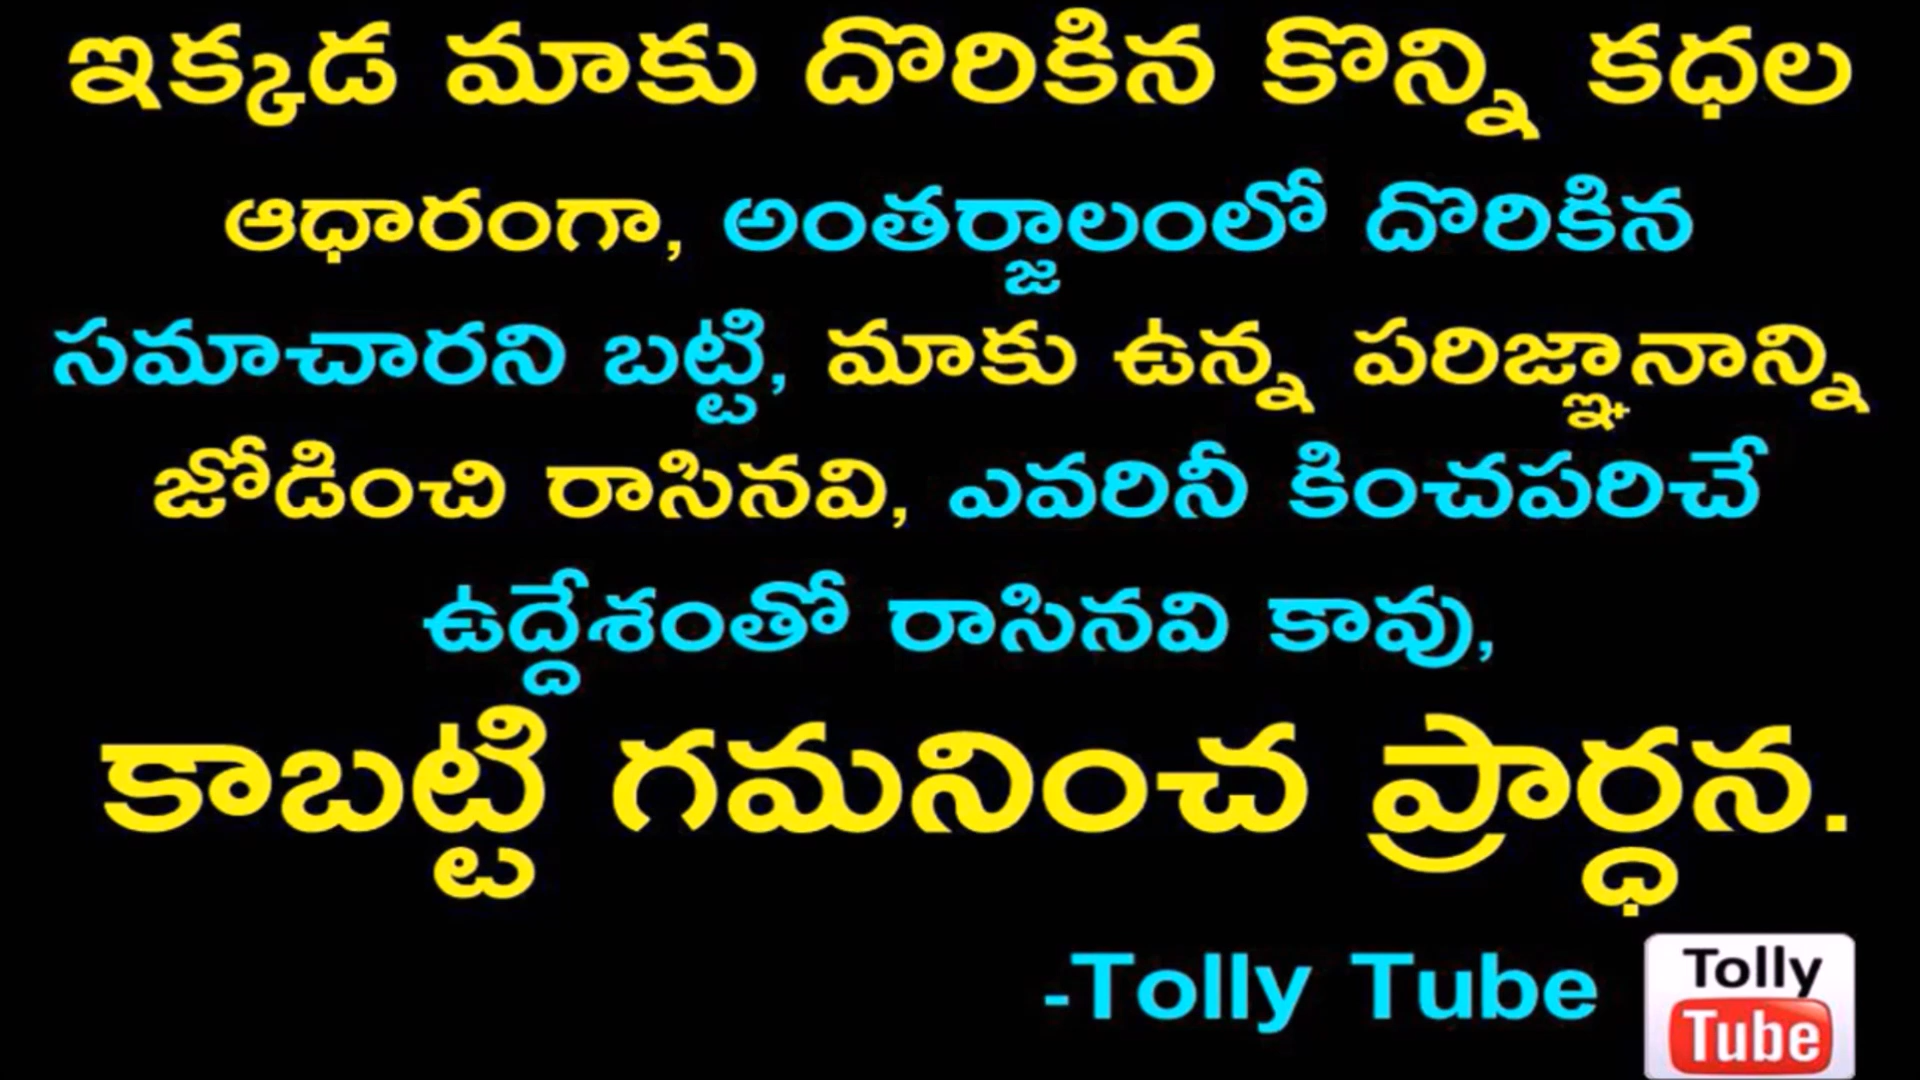 ఇక్కడ మాకు దొరికిన కొన్ని కధల
ఆధారంగా, అంతర్జాలంలో దొరికిన
సమాచారని బట్టి, మాకు ఉన్న పరిజ్ఞానాన్ని
జోడించి రాసినవి, ఎవరినీ కించపరిచే
ఉద్దేశంతో రాసినవి కావు,
కాబట్టి గమనించ ప్రార్ధన.
-Tolly Tube
Tolly
Tube